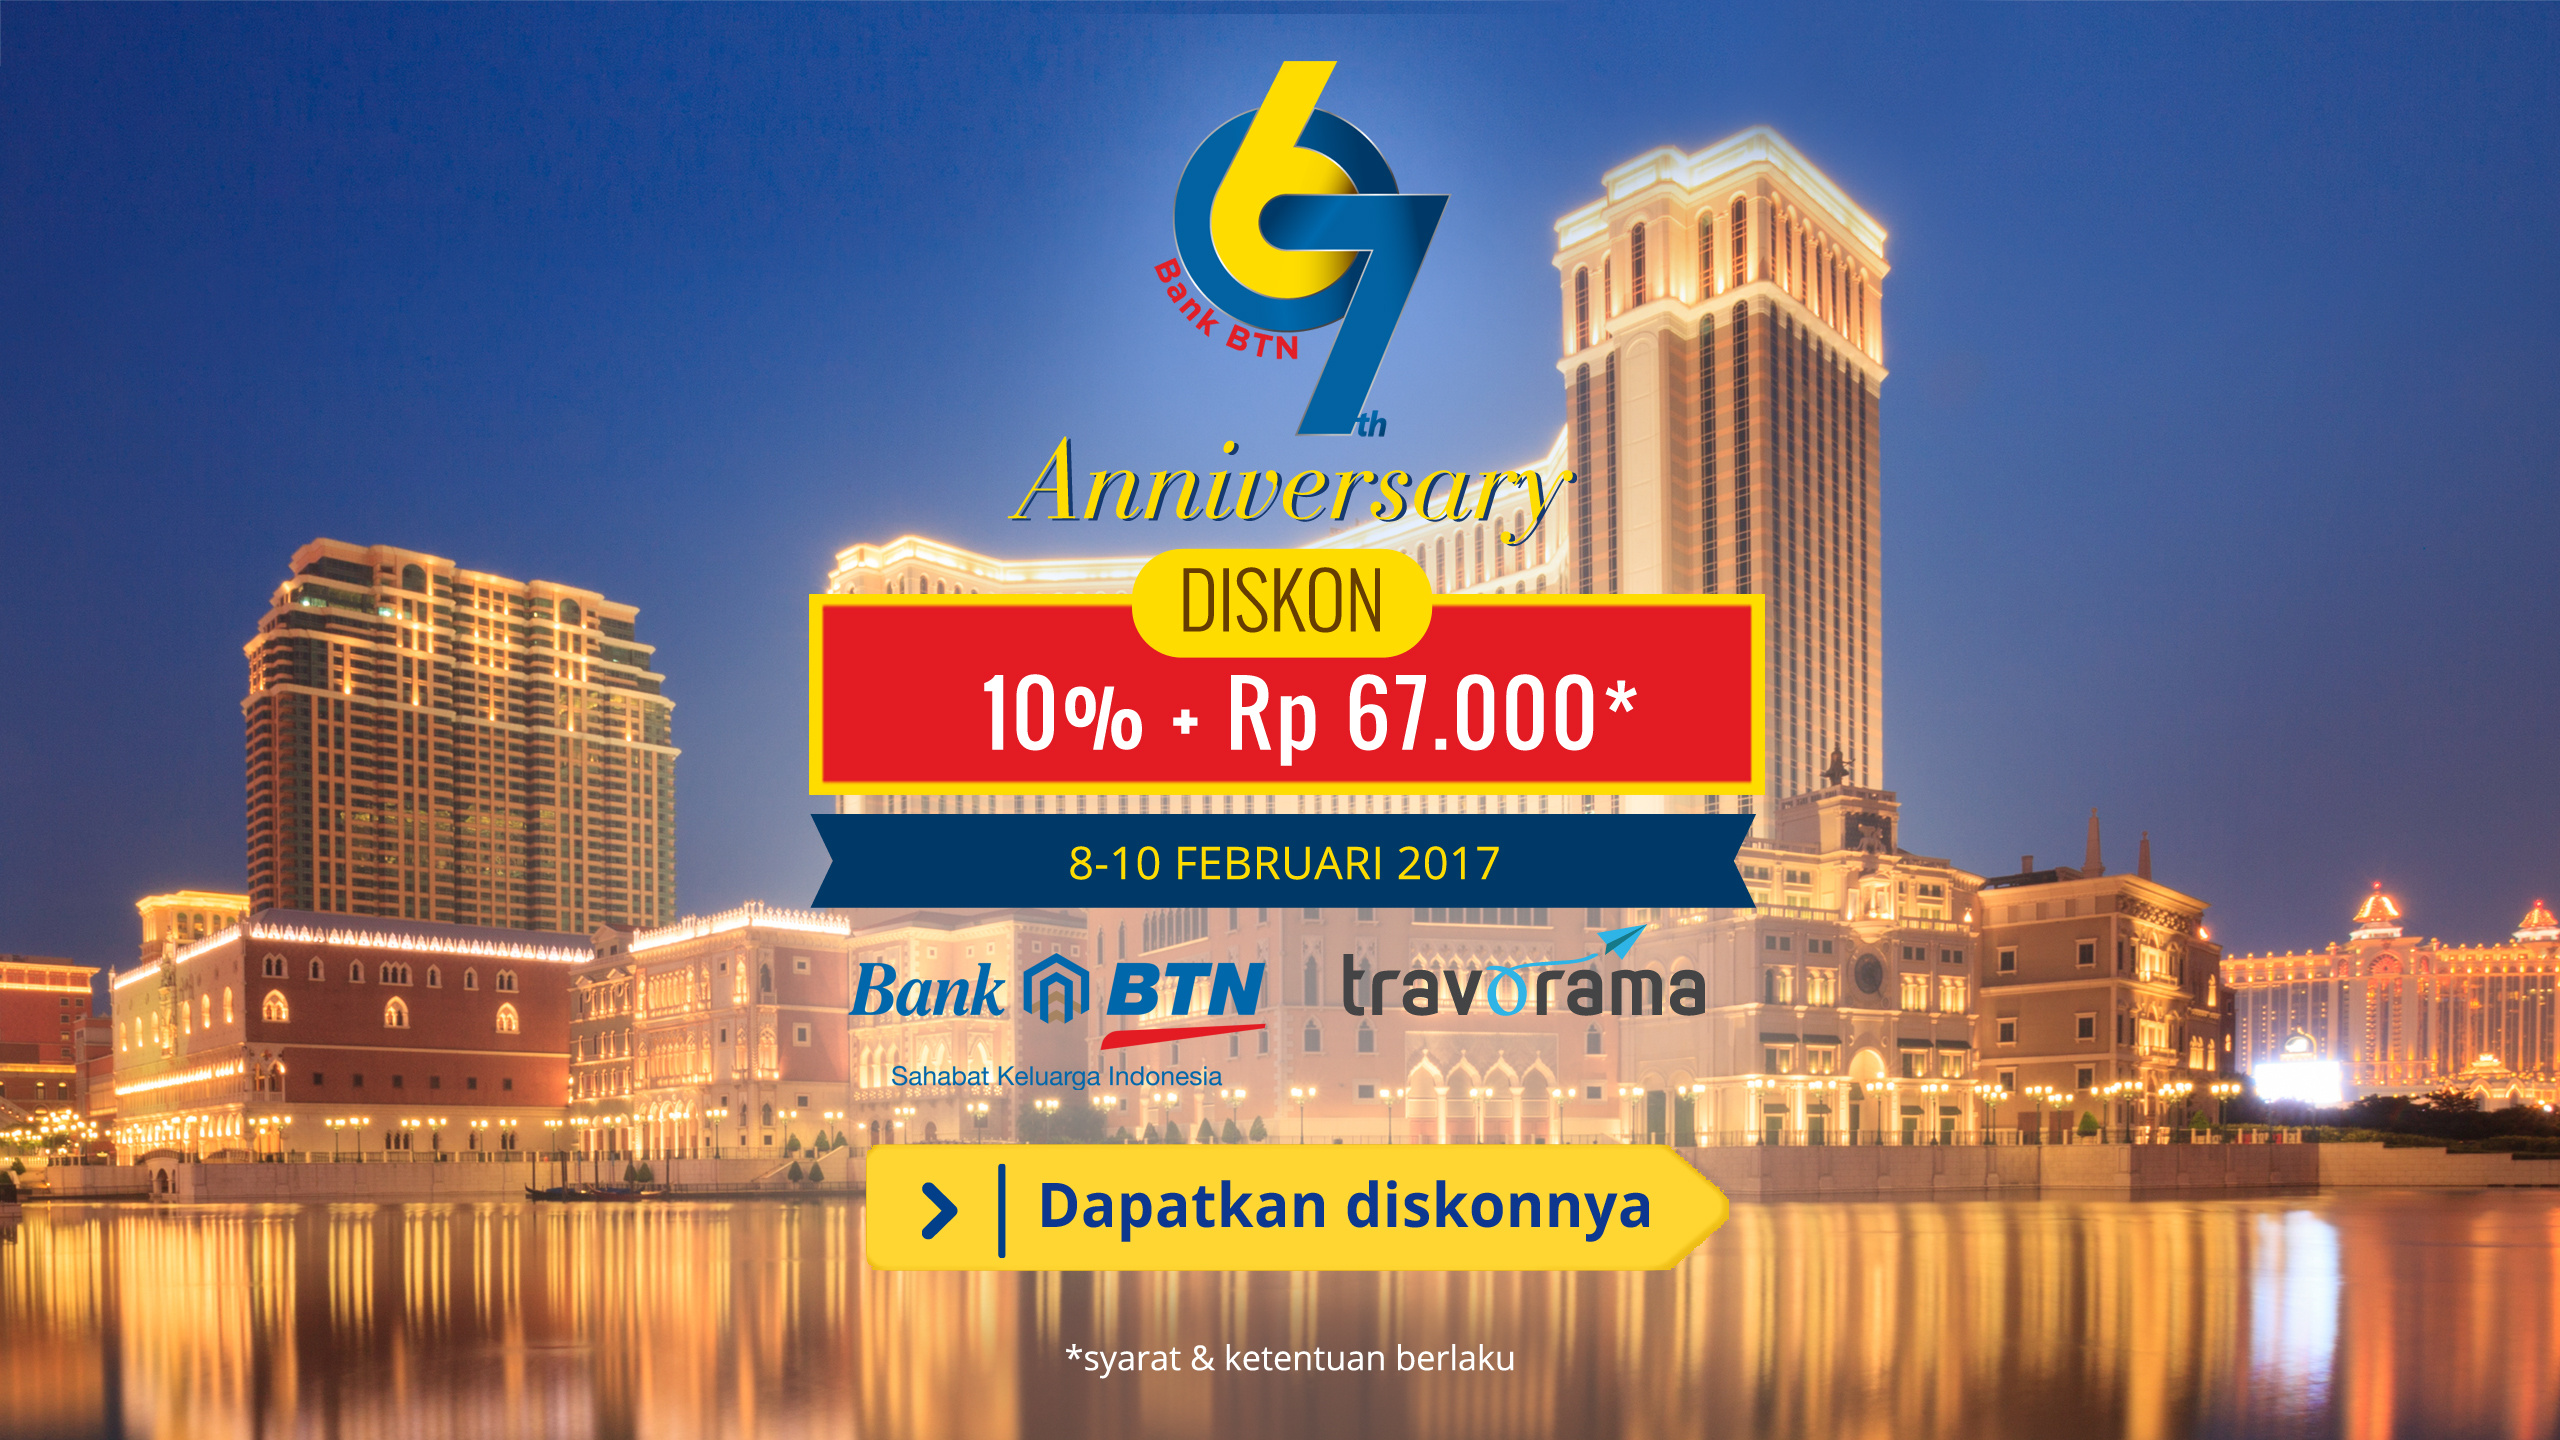 67th
Bank BTN
Anniversary
DISKON
10% + Rp 67.000*
8-10 FEBRUARI 2017
Bank BTN travorama
Sahabat Keluarga Indonesia
Dapatkan diskonnya
*syarat & ketentuan berlaku